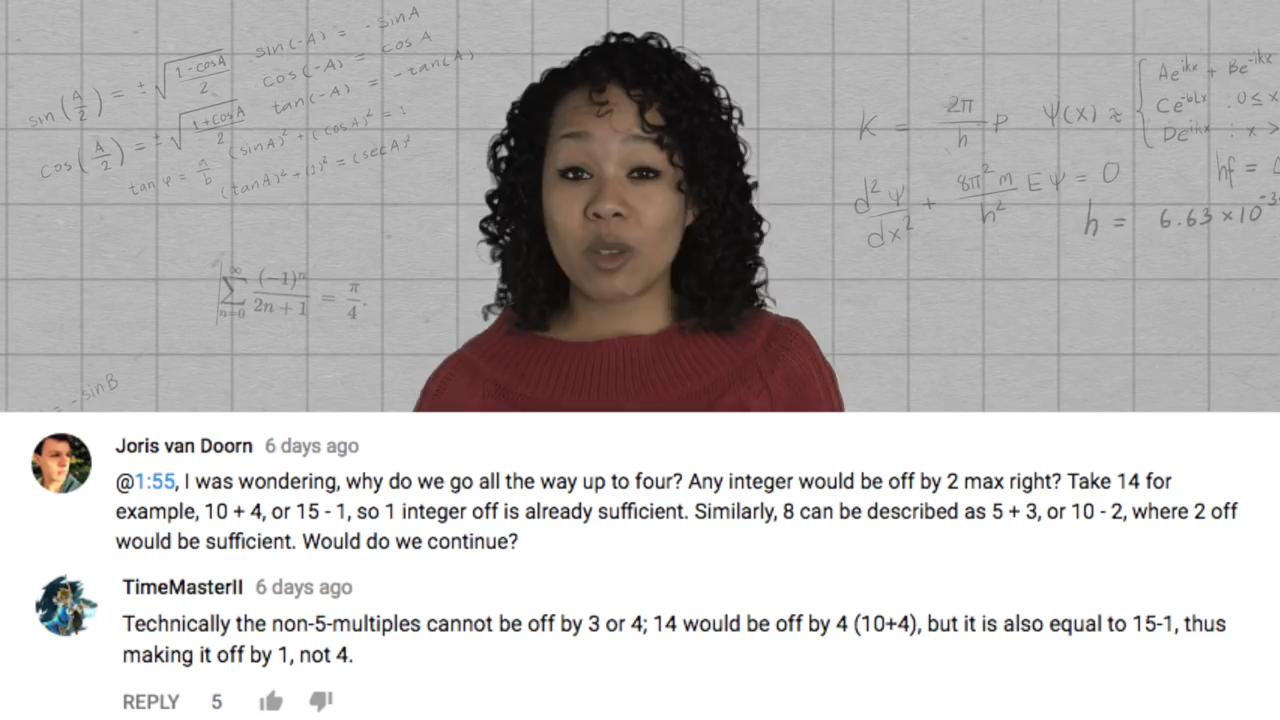 sin(A/2) = ±√((1-cosA)/2)
cos(A/2) = ±√((1+cosA)/2)
tan φ = a/b
sin(-A) = -sinA
cos(-A) = cosA
tan(-A) = -tan(A)
(sinA)² + (cosA)² = 1
(tanA)² + (1)² = (secA)²
∑ n=0 ∞ (-1)ⁿ/(2n+1) = π/4.
= -sinB
K = 2π/h p
Ψ(x) ≈ { Ae^ikx + Be^-ikx
Ce^-bLx : 0 ≤ x
De^ikx : x >
d²Ψ/dx² + 8π²m/h² EΨ = 0
hf =
h = 6.63 × 10^-3
Joris van Doorn 6 days ago
@1:55, I was wondering, why do we go all the way up to four? Any integer would be off by 2 max right? Take 14 for
example, 10 + 4, or 15 - 1, so 1 integer off is already sufficient. Similarly, 8 can be described as 5 + 3, or 10 - 2, where 2 off
would be sufficient. Would do we continue?
TimeMasterII 6 days ago
Technically the non-5-multiples cannot be off by 3 or 4; 14 would be off by 4 (10+4), but it is also equal to 15-1, thus
making it off by 1, not 4.
REPLY 5